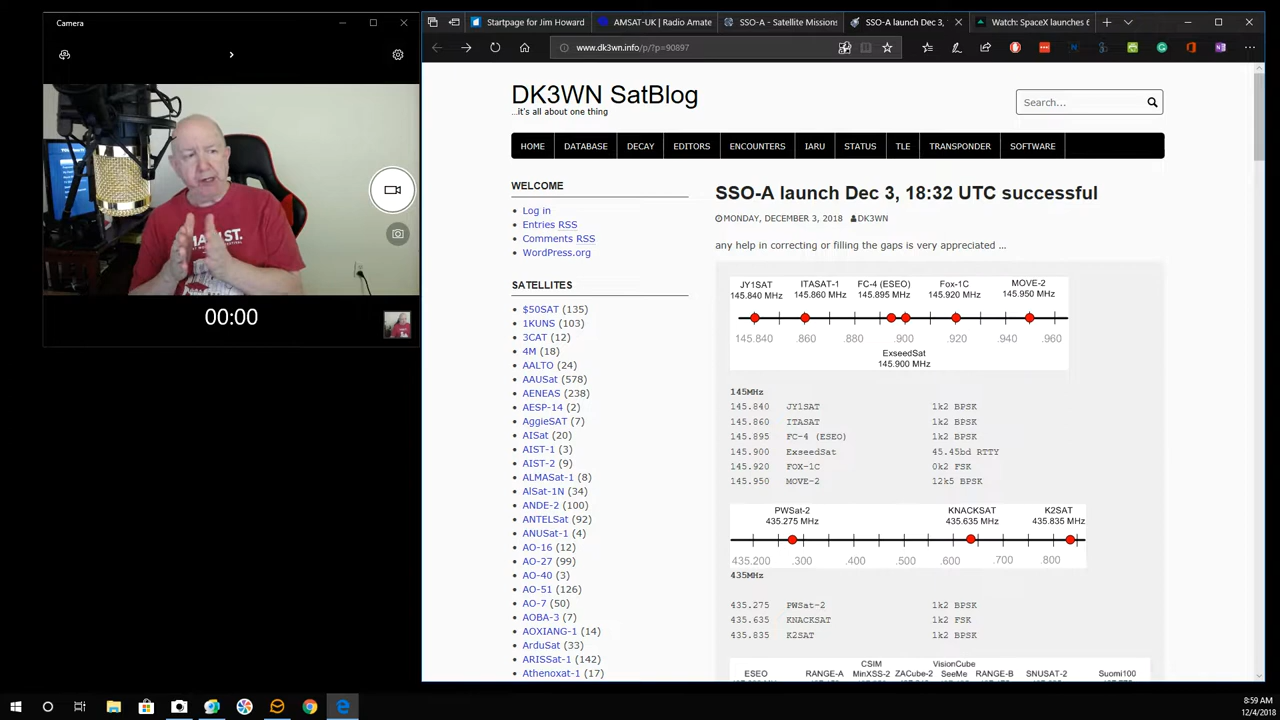 Camera
00:00
Startpage for Jim Howard
AMSAT-UK | Radio Amate
SSO-A - Satellite Missions
SSO-A launch Dec 3,
Watch: SpaceX launches 6
www.dk3wn.info/p/?p=90897
DK3WN SatBlog
...it's all about one thing
Search...
HOME DATABASE DECAY EDITORS ENCOUNTERS IARU STATUS TLE TRANSPONDER SOFTWARE
WELCOME
Log in
Entries RSS
Comments RSS
WordPress.org
SATELLITES
$50SAT (135)
1KUNS (103)
3CAT (12)
4M (18)
AALTO (24)
AAUSat (578)
AENEAS (238)
AESP-14 (2)
AggieSAT (7)
AISat (20)
AIST-1 (3)
AIST-2 (9)
ALMASat-1 (8)
AlSat-1N (34)
ANDE-2 (100)
ANTELSat (92)
ANUSat-1 (4)
AO-16 (12)
AO-27 (99)
AO-40 (3)
AO-51 (126)
AO-7 (50)
AOBA-3 (7)
AOXIANG-1 (14)
ArduSat (33)
ARISSat-1 (142)
Athenoxat-1 (17)
SSO-A launch Dec 3, 18:32 UTC successful
MONDAY, DECEMBER 3, 2018 DK3WN
any help in correcting or filling the gaps is very appreciated ...
JY1SAT ITASAT-1 FC-4 (ESEO) Fox-1C MOVE-2
145.840 MHz 145.860 MHz 145.895 MHz 145.920 MHz 145.950 MHz
145.840 .860 .880 .900 .920 .940 .960
ExseedSat
145.900 MHz
145MHz
145.840 JY1SAT 1k2 BPSK
145.860 ITASAT 1k2 BPSK
145.895 FC-4 (ESEO) 1k2 BPSK
145.900 ExseedSat 45.45bd RTTY
145.920 FOX-1C 0k2 FSK
145.950 MOVE-2 12k5 BPSK
PWSat-2 KNACKSAT K2SAT
435.275 MHz 435.635 MHz 435.835 MHz
435.200 .300 .400 .500 .600 .700 .800
435MHz
435.275 PWSat-2 1k2 BPSK
435.635 KNACKSAT 1k2 FSK
435.835 K2SAT 1k2 BPSK
CSIM VisionCube
ESEO RANGE-A MinXSS-2 ZACube-2 SeeMe RANGE-B SNUSAT-2 Suomi100
8:59 AM
12/4/2018